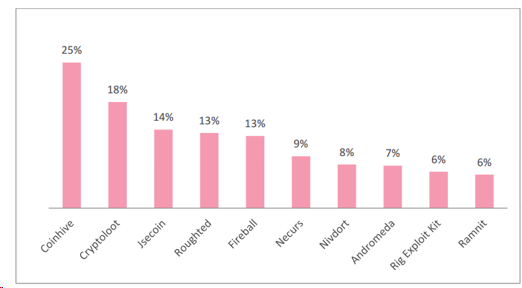 25%
18%
14%
13%
13%
9%
8%
7%
6%
6%
Coinhive
Cryptoloot
Jsecoin
Roughted
Fireball
Necurs
Nivdort
Andromeda
Rig Exploit Kit
Ramnit